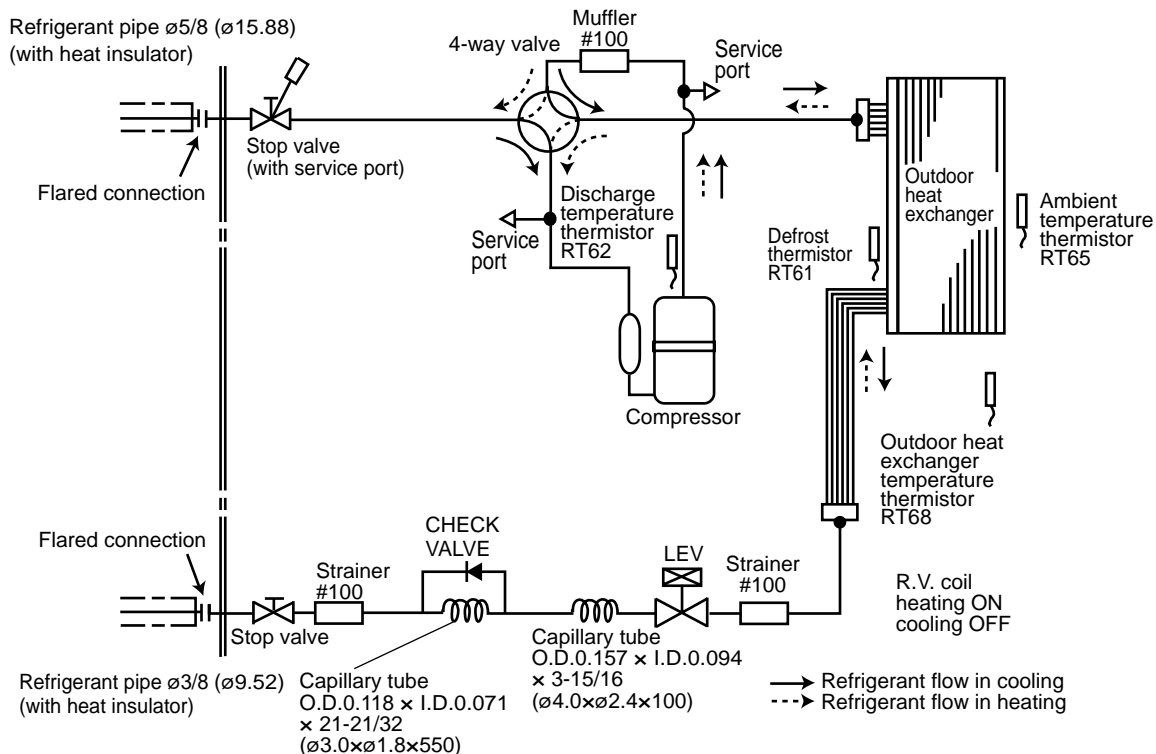 Refrigerant pipe ø5/8 (ø15.88)
(with heat insulator)
Muffler
#100
4-way valve
Service
port
Stop valve
(with service port)
Flared connection
Discharge
temperature
thermistor
RT62
Service
port
Outdoor
heat
exchanger
Ambient
temperature
thermistor
RT65
Defrost
thermistor
RT61
Compressor
Outdoor heat
exchanger
temperature
thermistor
RT68
Flared connection
CHECK
VALVE
Strainer
#100
LEV
Strainer
#100
R.V. coil
heating ON
cooling OFF
Stop valve
Refrigerant pipe ø3/8 (ø9.52)
(with heat insulator)
Capillary tube
O.D.0.118 × I.D.0.071
× 21-21/32
(ø3.0×ø1.8×550)
Capillary tube
O.D.0.157 × I.D.0.094
× 3-15/16
(ø4.0×ø2.4×100)
Refrigerant flow in cooling
Refrigerant flow in heating